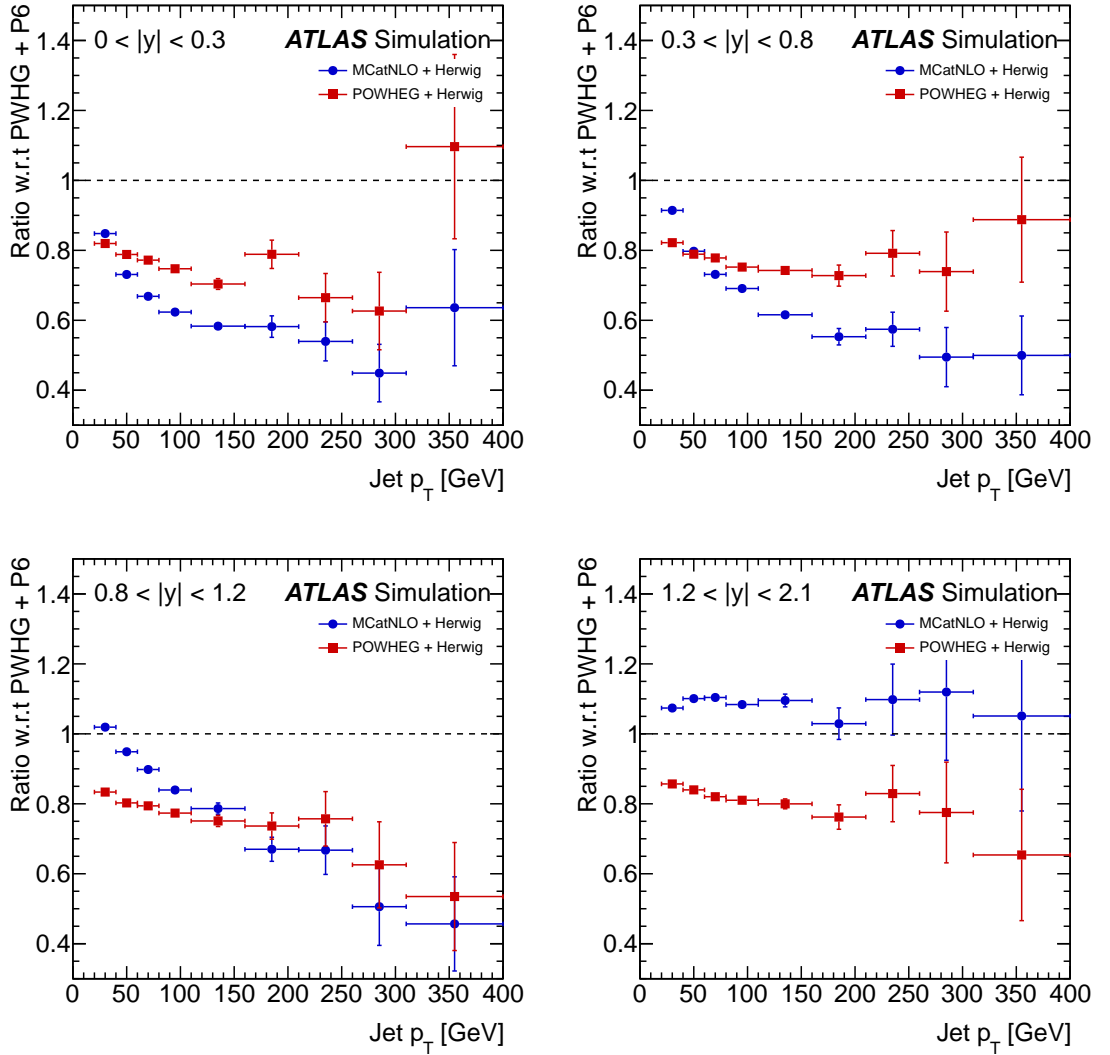 Ratio w.r.t PWHG + P6
0 < |y| < 0.3
ATLAS Simulation
MCatNLO + Herwig
POWHEG + Herwig
1.4
1.2
1
0.8
0.6
0.4
0 50 100 150 200 250 300 350 400
Jet p_T [GeV]
Ratio w.r.t PWHG + P6
0.3 < |y| < 0.8
ATLAS Simulation
MCatNLO + Herwig
POWHEG + Herwig
1.4
1.2
1
0.8
0.6
0.4
0 50 100 150 200 250 300 350 400
Jet p_T [GeV]
Ratio w.r.t PWHG + P6
0.8 < |y| < 1.2
ATLAS Simulation
MCatNLO + Herwig
POWHEG + Herwig
1.4
1.2
1
0.8
0.6
0.4
0 50 100 150 200 250 300 350 400
Jet p_T [GeV]
Ratio w.r.t PWHG + P6
1.2 < |y| < 2.1
ATLAS Simulation
MCatNLO + Herwig
POWHEG + Herwig
1.4
1.2
1
0.8
0.6
0.4
0 50 100 150 200 250 300 350 400
Jet p_T [GeV]